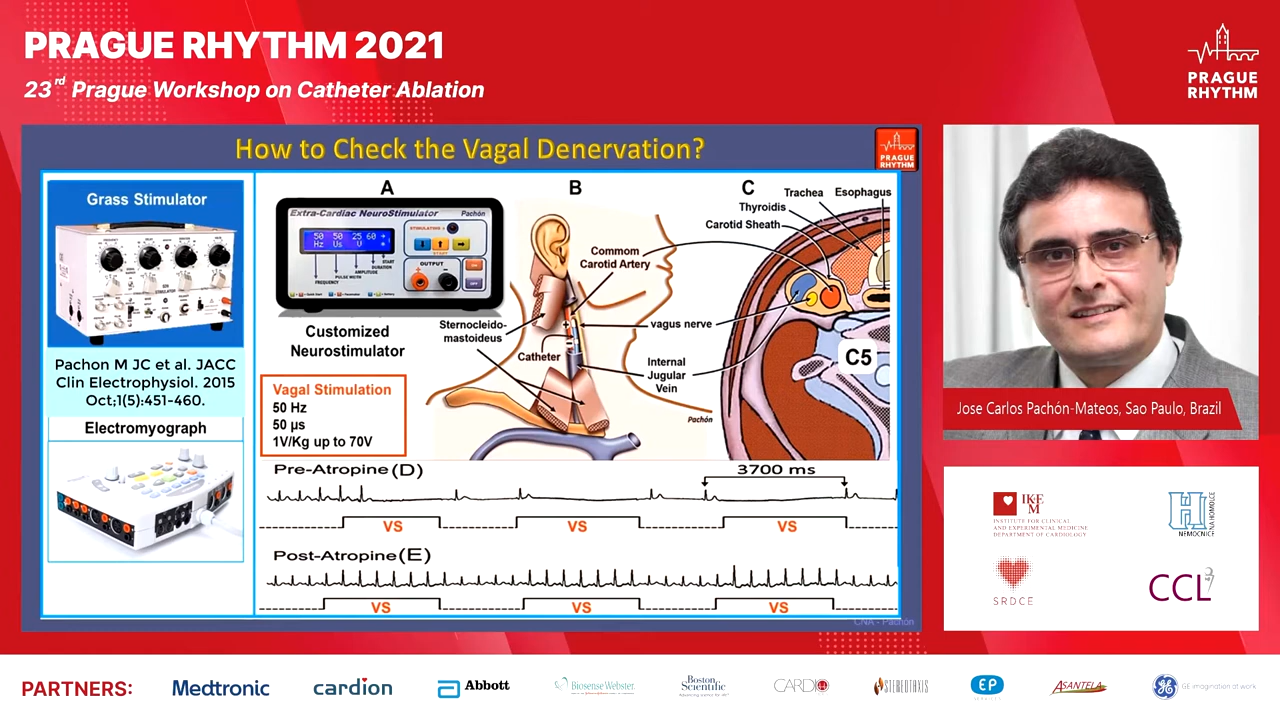 PRAGUE RHYTHM 2021
23rd Prague Workshop on Catheter Ablation
PRAGUE
RHYTHM
How to Check the Vagal Denervation?
PRAGUE
RHYTHM
Grass Stimulator
Pachon M JC et al. JACC
Clin Electrophysiol. 2015
Oct;1(5):451-460.
Electromyograph
A
B
C
Extra-Cardiac NeuroStimulator
Pachón
50 50 25 60
Hz Us V
START
DURATION
AMPLITUDE
PULSE WIDTH
FREQUENCY
OUTPUT
Customized
Neurostimulator
Vagal Stimulation
50 Hz
50 µs
1V/Kg up to 70V
Common
Carotid Artery
Sternocleido-
mastoideus
Catheter
vagus nerve
Internal
Jugular
Vein
Pachón
Trachea
Esophagus
Thyroidis
Carotid Sheath
C5
Pre-Atropine (D)
3700 ms
VS
VS
VS
Post-Atropine (E)
VS
VS
VS
CNA - Pachón
Jose Carlos Pachón-Mateos, Sao Paulo, Brazil
IKEM
INSTITUTE FOR CLINICAL
AND EXPERIMENTAL MEDICINE
DEPARTMENT OF CARDIOLOGY
NEMOCNICE
NA HOMOLCE
SRDCE
CCL
PARTNERS:
Medtronic
cardion
Abbott
Biosense Webster
Boston
Scientific
CARDIO
STEREOTAXIS
EP
SERVICES
ASANTELA
GE imagination at work